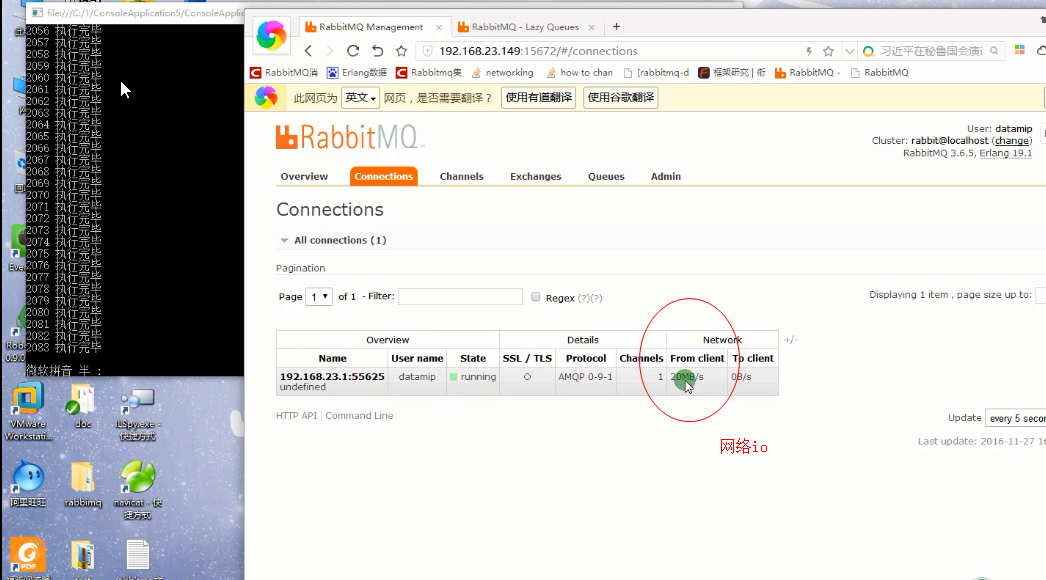 file:///C:/1/ConsoleApplication5/ConsoleApplic
2056 执行完毕
2057 执行完毕
2058 执行完毕
2059 执行完毕
2060 执行完毕
2061 执行完毕
2062 执行完毕
2063 执行完毕
2064 执行完毕
2065 执行完毕
2066 执行完毕
2067 执行完毕
2068 执行完毕
2069 执行完毕
2070 执行完毕
2071 执行完毕
2072 执行完毕
2073 执行完毕
2074 执行完毕
2075 执行完毕
2076 执行完毕
2077 执行完毕
2078 执行完毕
2079 执行完毕
2080 执行完毕
2081 执行完毕
2082 执行完毕
2083 执行完毕
微软拼音 半 :
VMware
Workstati...
doc
ILSpy.exe -
快捷方式
阿里旺旺
rabbimq
navicat - 快
捷方式
PDF
RabbitMQ Management
RabbitMQ - Lazy Queues
192.168.23.149:15672/#/connections
习近平在秘鲁国会演
RabbitMQ消
Erlang数据
Rabbitmq集
networking
how to chan
[rabbitmq-d
框架研究 | 衔
RabbitMQ -
RabbitMQ
此网页为 英文 网页，是否需要翻译？ 使用有道翻译 使用谷歌翻译
RabbitMQ
User: datamip
Cluster: rabbit@localhost (change)
RabbitMQ 3.6.5, Erlang 19.1
Overview Connections Channels Exchanges Queues Admin
Connections
All connections (1)
Pagination
Page 1 of 1 - Filter: Regex (?)(?)
Displaying 1 item , page size up to:
Overview Details Network +/-
Name User name State SSL / TLS Protocol Channels From client To client
192.168.23.1:55625 datamip running ○ AMQP 0-9-1 1 20MB/s 0B/s
undefined
HTTP API Command Line
Update every 5 secon
Last update: 2016-11-27 16
网络io